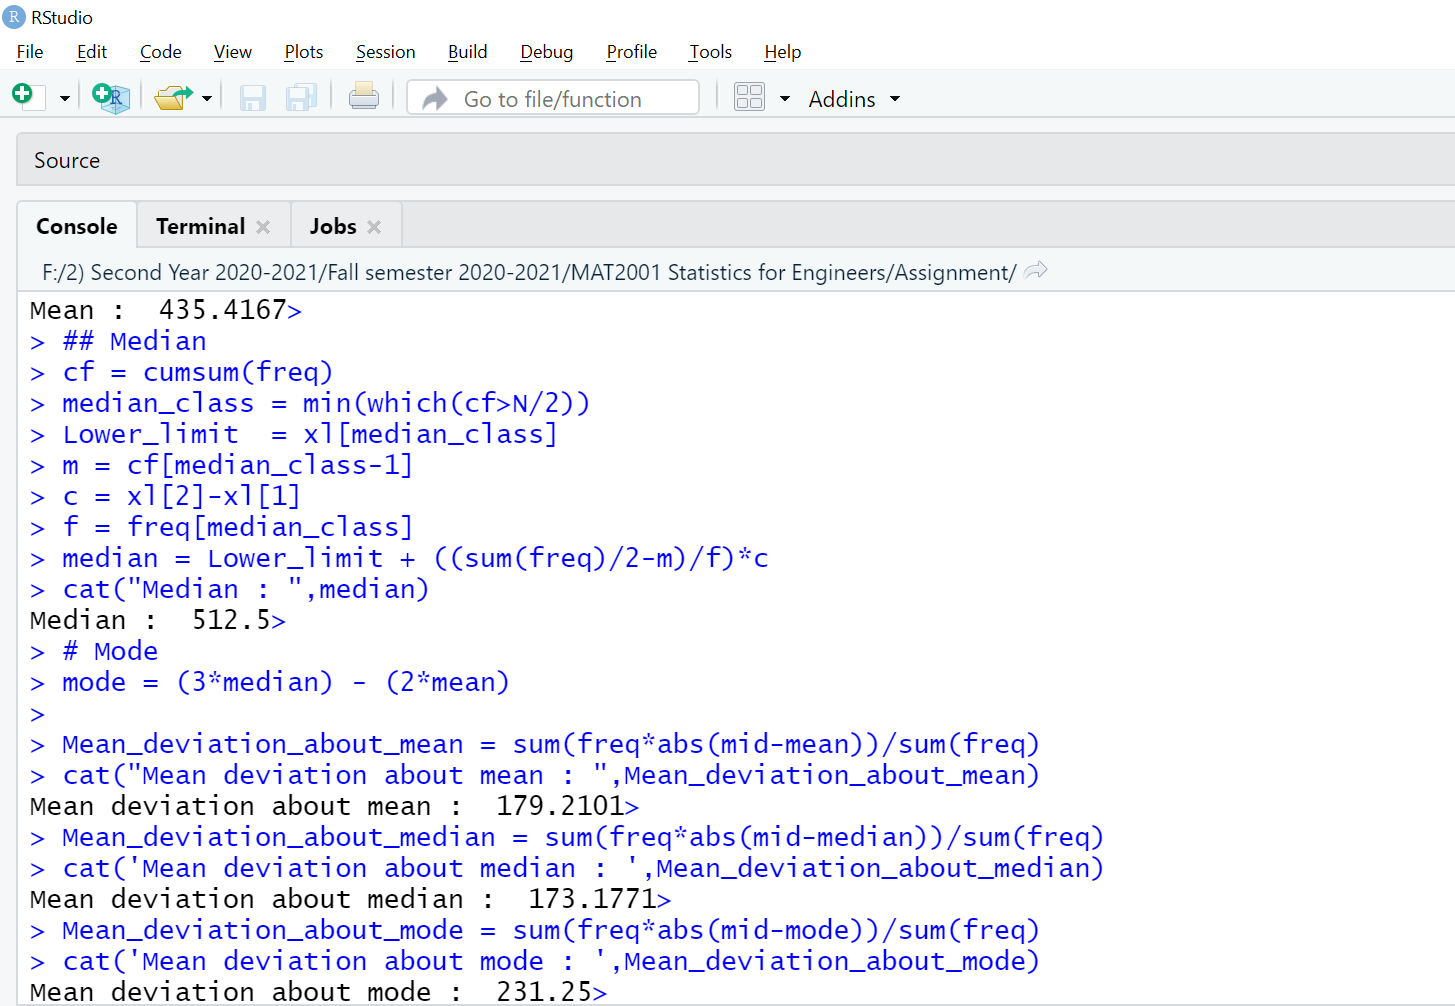 RStudio
File Edit Code View Plots Session Build Debug Profile Tools Help
Go to file/function Addins
Source
Console Terminal Jobs
F:/2) Second Year 2020-2021/Fall semester 2020-2021/MAT2001 Statistics for Engineers/Assignment/
Mean :  435.4167>
> ## Median
> cf = cumsum(freq)
> median_class = min(which(cf>N/2))
> Lower_limit  = xl[median_class]
> m = cf[median_class-1]
> c = xl[2]-xl[1]
> f = freq[median_class]
> median = Lower_limit + ((sum(freq)/2-m)/f)*c
> cat("Median : ",median)
Median :  512.5>
> # Mode
> mode = (3*median) - (2*mean)
>
> Mean_deviation_about_mean = sum(freq*abs(mid-mean))/sum(freq)
> cat("Mean deviation about mean : ",Mean_deviation_about_mean)
Mean deviation about mean :  179.2101>
> Mean_deviation_about_median = sum(freq*abs(mid-median))/sum(freq)
> cat('Mean deviation about median : ',Mean_deviation_about_median)
Mean deviation about median :  173.1771>
> Mean_deviation_about_mode = sum(freq*abs(mid-mode))/sum(freq)
> cat('Mean deviation about mode : ',Mean_deviation_about_mode)
Mean deviation about mode :  231.25>